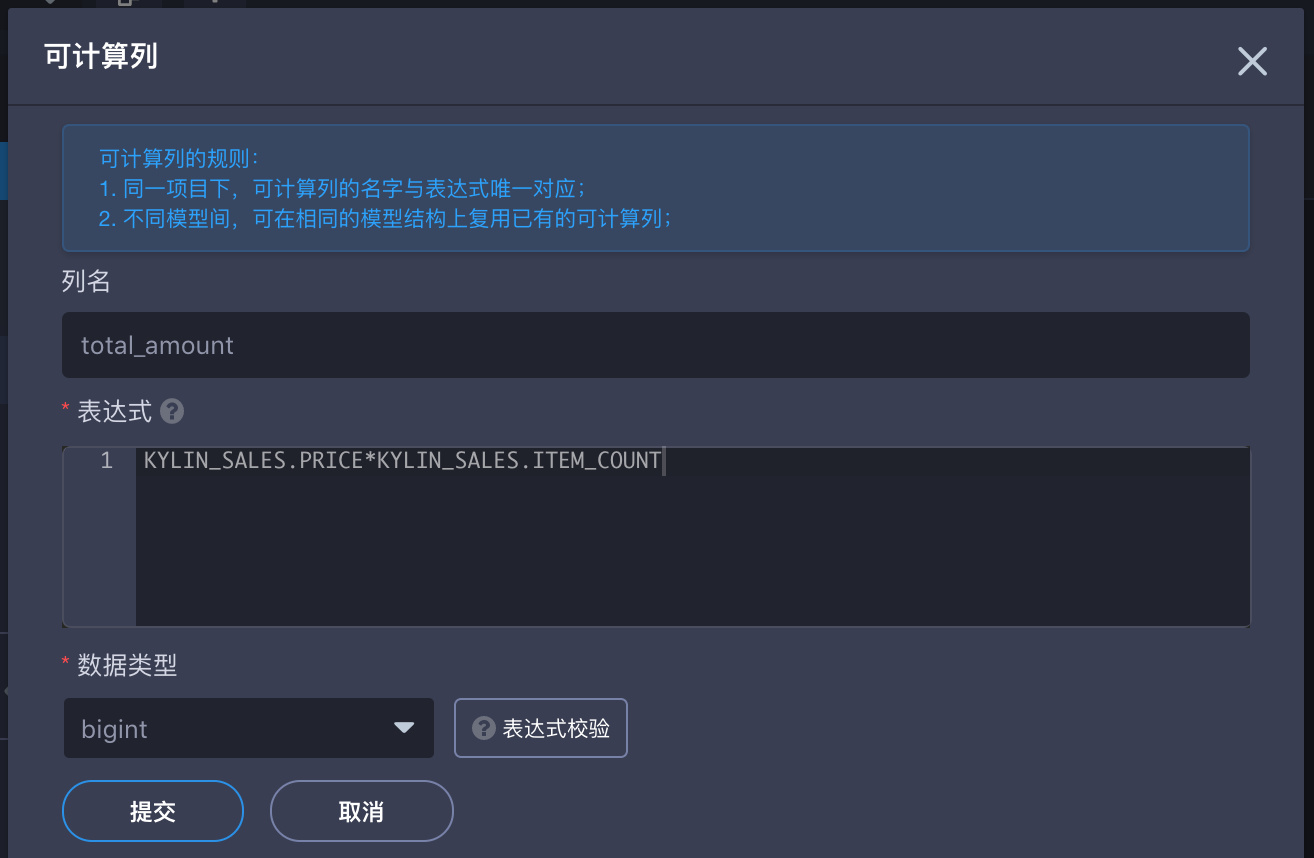 可计算列
可计算列的规则：
1. 同一项目下，可计算列的名字与表达式唯一对应；
2. 不同模型间，可在相同的模型结构上复用已有的可计算列；
列名
total_amount
* 表达式 ?
1 KYLIN_SALES.PRICE*KYLIN_SALES.ITEM_COUNT
* 数据类型
bigint ? 表达式校验
提交 取消